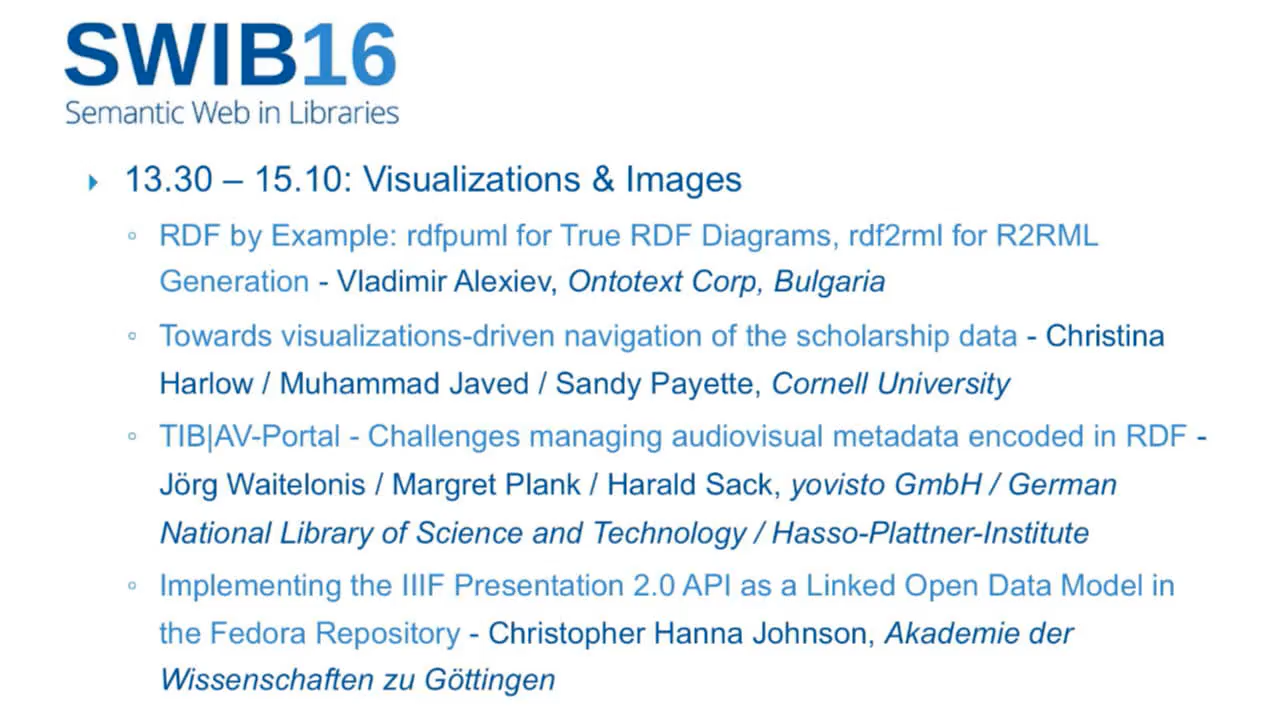 SWIB16
Semantic Web in Libraries
13.30 – 15.10: Visualizations & Images
RDF by Example: rdfpuml for True RDF Diagrams, rdf2rml for R2RML
Generation - Vladimir Alexiev, Ontotext Corp, Bulgaria
Towards visualizations-driven navigation of the scholarship data - Christina
Harlow / Muhammad Javed / Sandy Payette, Cornell University
TIB|AV-Portal - Challenges managing audiovisual metadata encoded in RDF -
Jörg Waitelonis / Margret Plank / Harald Sack, yovisto GmbH / German
National Library of Science and Technology / Hasso-Plattner-Institute
Implementing the IIIF Presentation 2.0 API as a Linked Open Data Model in
the Fedora Repository - Christopher Hanna Johnson, Akademie der
Wissenschaften zu Göttingen